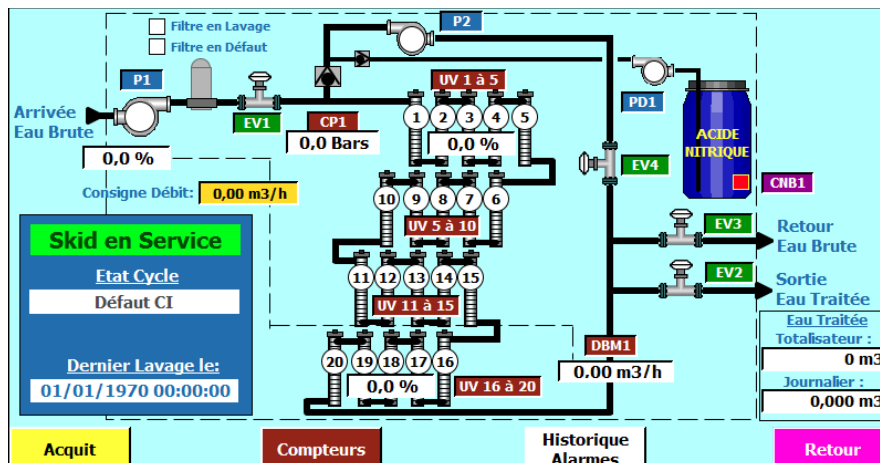 Filtre en Lavage
Filtre en Défaut
P2
P1
UV 1 à 5
PD1
Arrivée
Eau Brute
EV1
CP1
0,0 Bars
1
2
3
4
5
0,0 %
0,0 %
ACIDE
NITRIQUE
EV4
CNB1
Consigne Débit:
0,00 m3/h
10
9
8
7
6
UV 5 à 10
EV3
Retour
Eau Brute
Skid en Service
Etat Cycle
Défaut CI
11
12
13
14
15
UV 11 à 15
EV2
Sortie
Eau Traitée
Dernier Lavage le:
01/01/1970 00:00:00
20
19
18
17
16
0,0 %
UV 16 à 20
DBM1
0.00 m3/h
Eau Traitée
Totalisateur :
0 m3
Journalier :
0,000 m3
Acquit
Compteurs
Historique
Alarmes
Retour